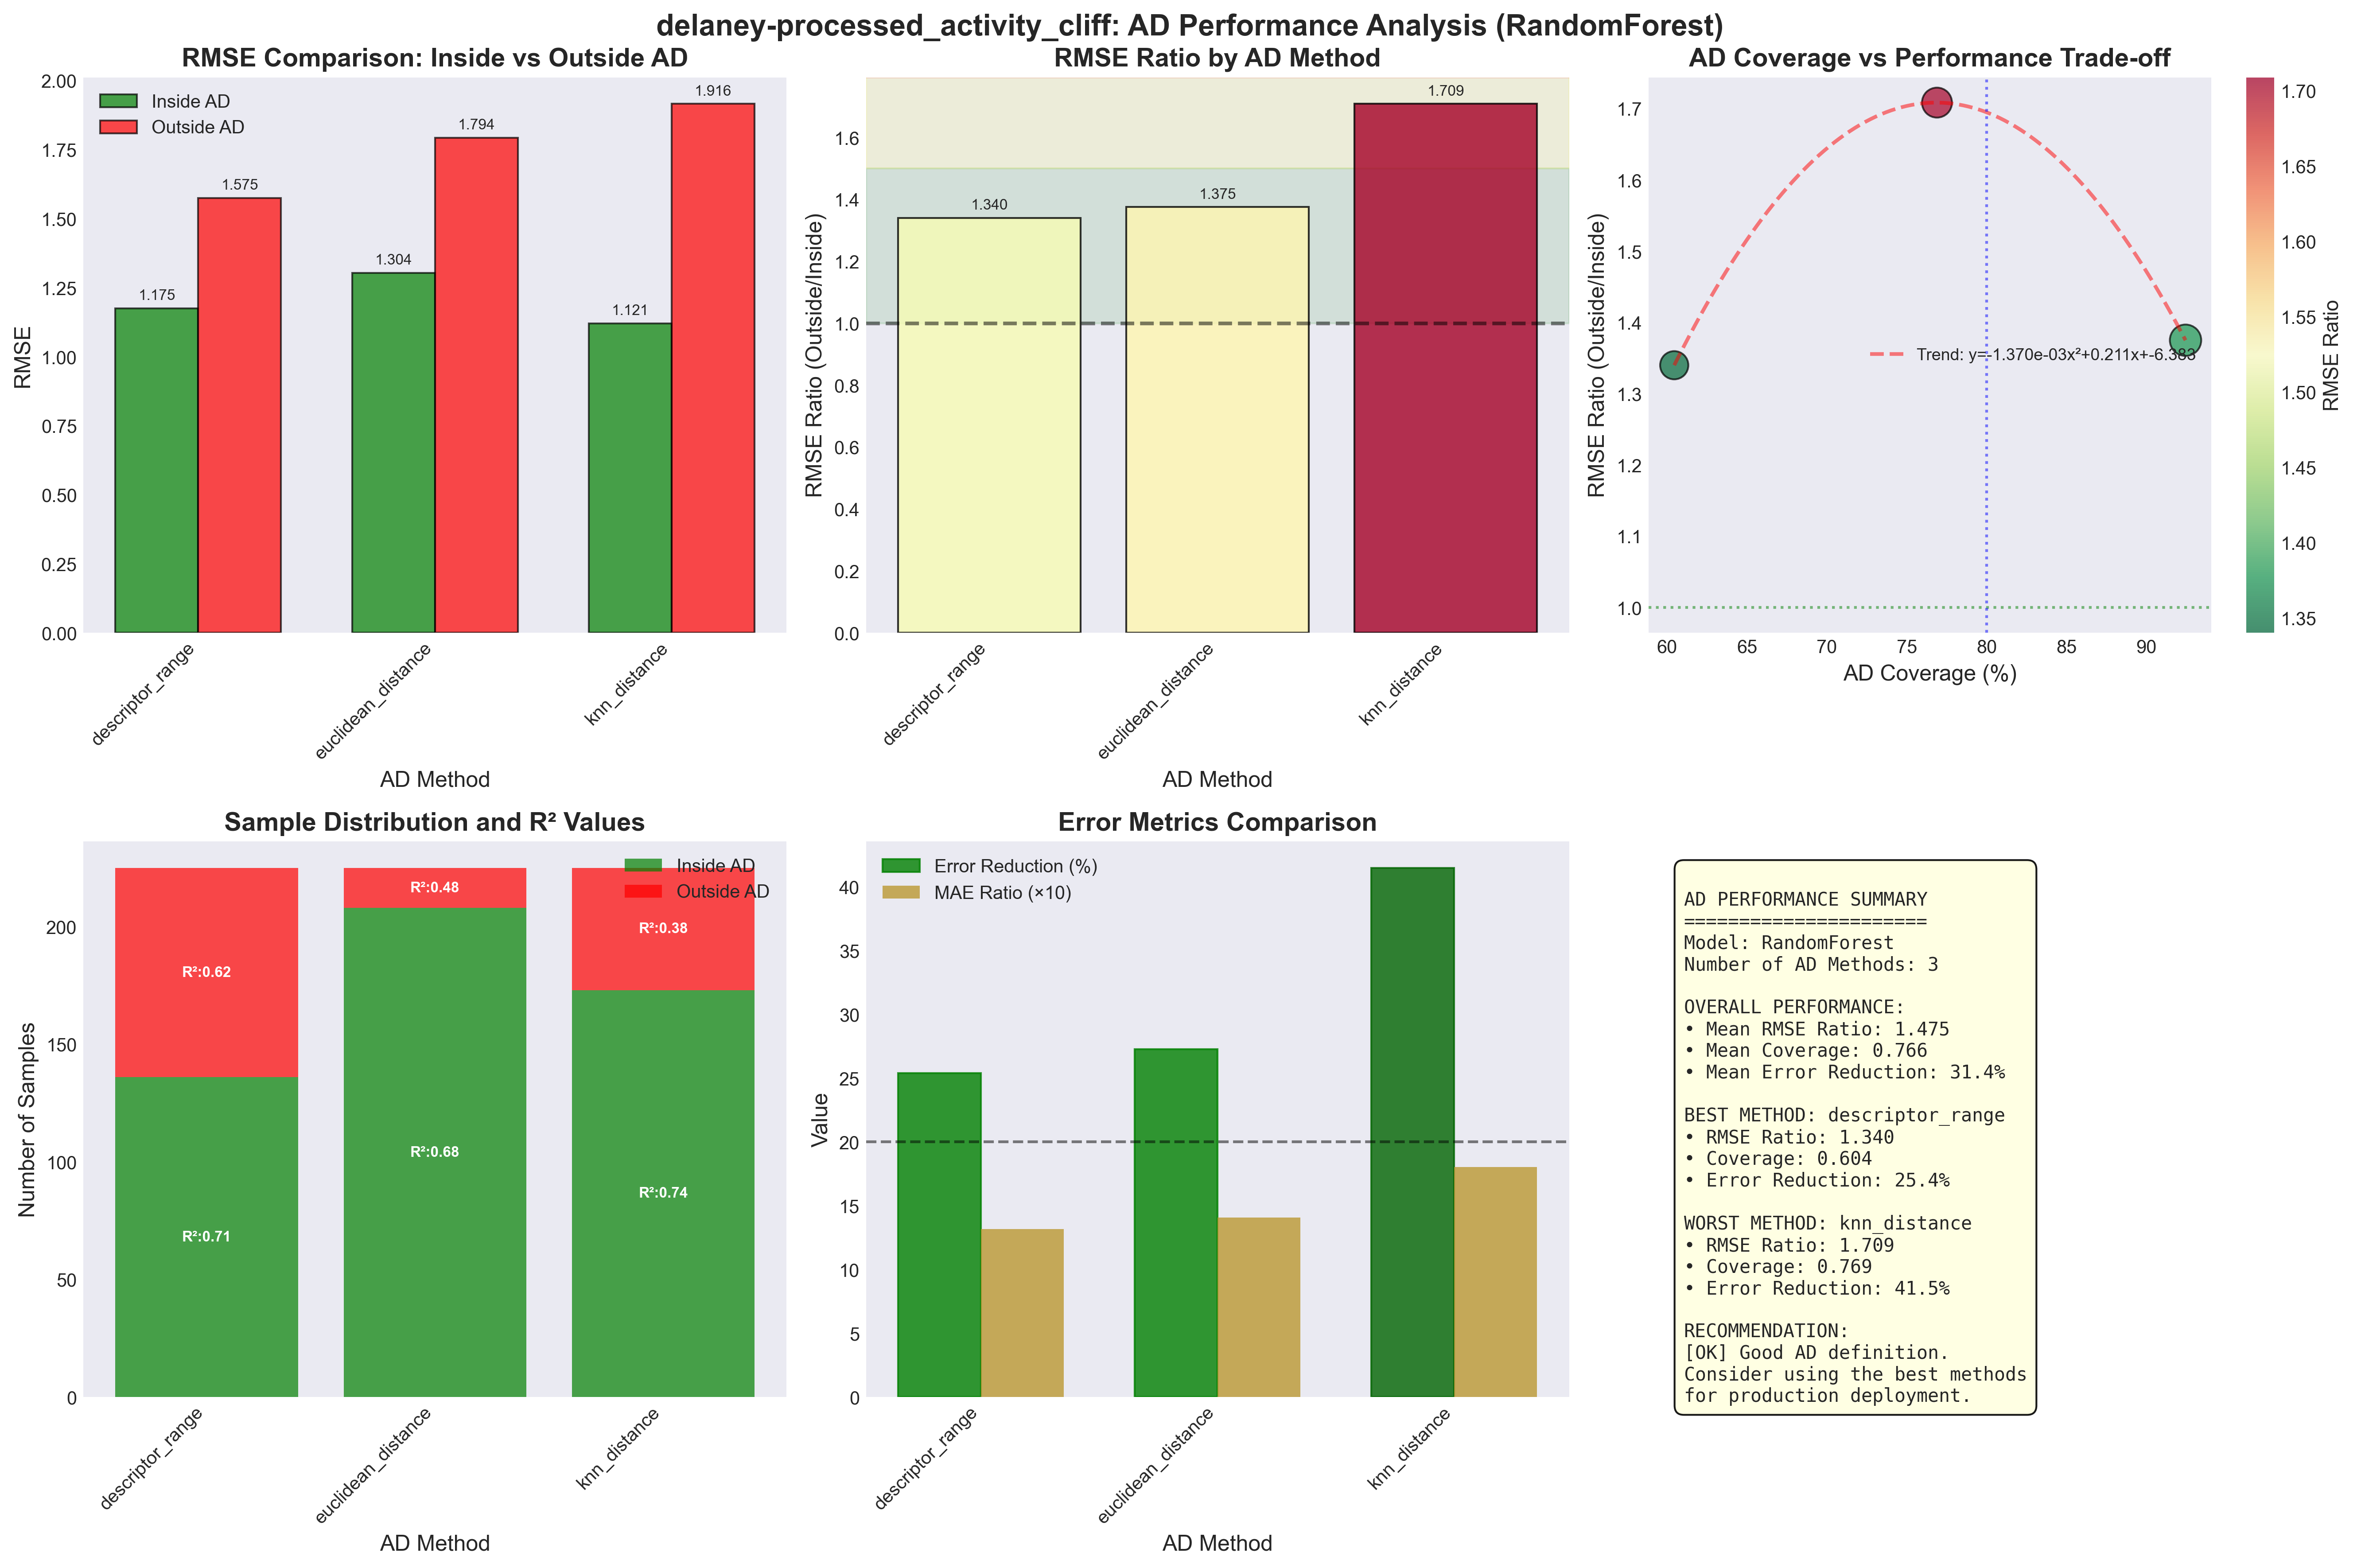 delaney-processed_activity_cliff: AD Performance Analysis (RandomForest)
RMSE Comparison: Inside vs Outside AD
Inside AD
Outside AD
2.00
1.75
1.50
1.25
1.00
0.75
0.50
0.25
0.00
RMSE
1.175
1.575
1.304
1.794
1.121
1.916
descriptor_range
euclidean_distance
knn_distance
AD Method
RMSE Ratio by AD Method
1.6
1.4
1.2
1.0
0.8
0.6
0.4
0.2
0.0
RMSE Ratio (Outside/Inside)
1.340
1.375
1.709
descriptor_range
euclidean_distance
knn_distance
AD Method
AD Coverage vs Performance Trade-off
1.7
1.6
1.5
1.4
1.3
1.2
1.1
1.0
RMSE Ratio (Outside/Inside)
Trend: y=-1.370e-03x²+0.211x+-6.383
60
65
70
75
80
85
90
AD Coverage (%)
1.70
1.65
1.60
1.55
1.50
1.45
1.40
1.35
RMSE Ratio
Sample Distribution and R² Values
Inside AD
Outside AD
200
150
100
50
0
Number of Samples
R²:0.62
R²:0.71
R²:0.48
R²:0.68
R²:0.38
R²:0.74
descriptor_range
euclidean_distance
knn_distance
AD Method
Error Metrics Comparison
Error Reduction (%)
MAE Ratio (×10)
40
35
30
25
20
15
10
5
0
Value
descriptor_range
euclidean_distance
knn_distance
AD Method
AD PERFORMANCE SUMMARY
=====================
Model: RandomForest
Number of AD Methods: 3
OVERALL PERFORMANCE:
• Mean RMSE Ratio: 1.475
• Mean Coverage: 0.766
• Mean Error Reduction: 31.4%
BEST METHOD: descriptor_range
• RMSE Ratio: 1.340
• Coverage: 0.604
• Error Reduction: 25.4%
WORST METHOD: knn_distance
• RMSE Ratio: 1.709
• Coverage: 0.769
• Error Reduction: 41.5%
RECOMMENDATION:
[OK] Good AD definition.
Consider using the best methods
for production deployment.